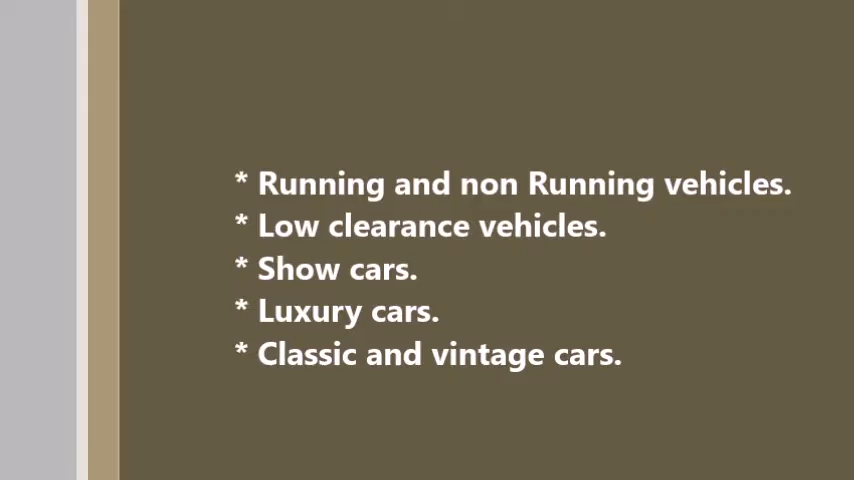 * Running and non Running vehicles.
* Low clearance vehicles.
* Show cars.
* Luxury cars.
* Classic and vintage cars.